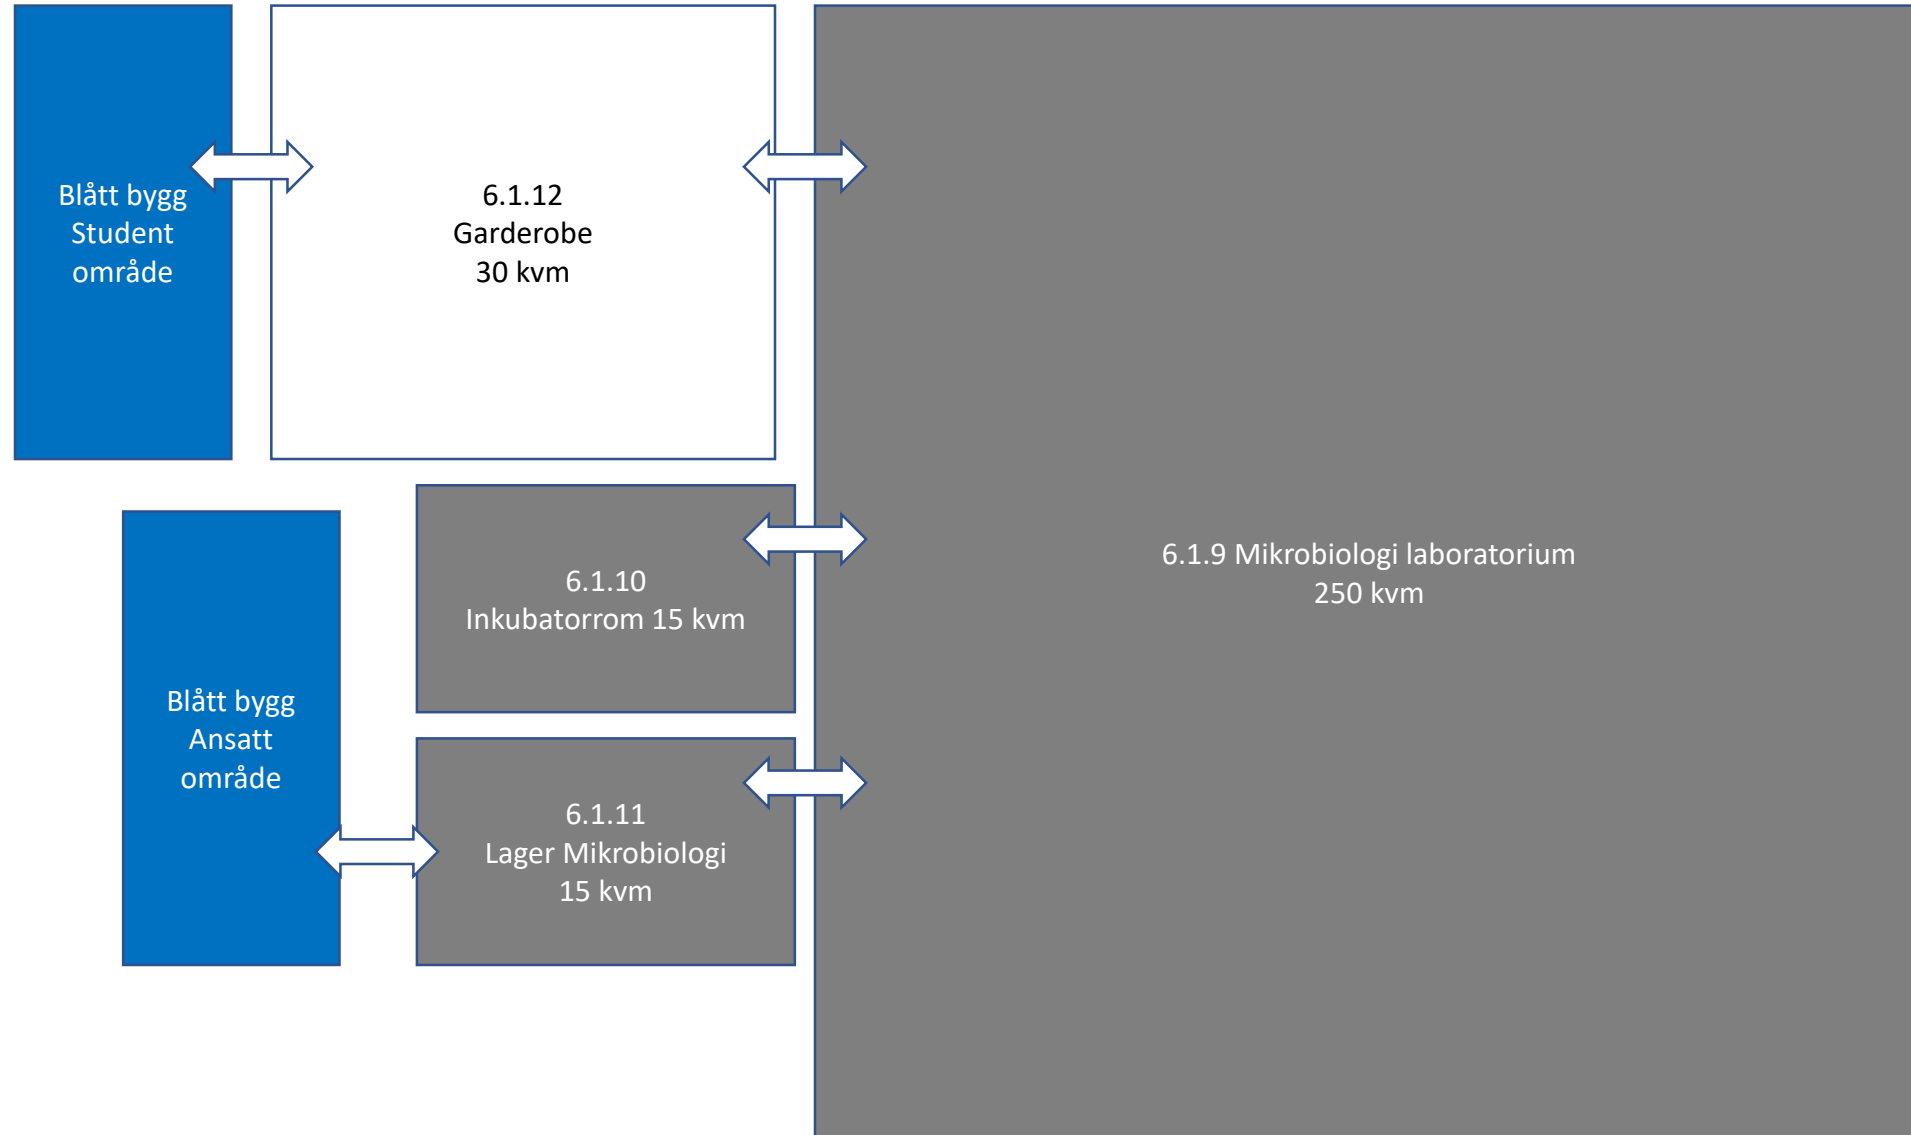 Blått bygg
Student
område
6.1.12
Garderobe
30 kvm
6.1.10
Inkubatorrom 15 kvm
6.1.9 Mikrobiologi laboratorium
250 kvm
Blått bygg
Ansatt
område
6.1.11
Lager Mikrobiologi
15 kvm